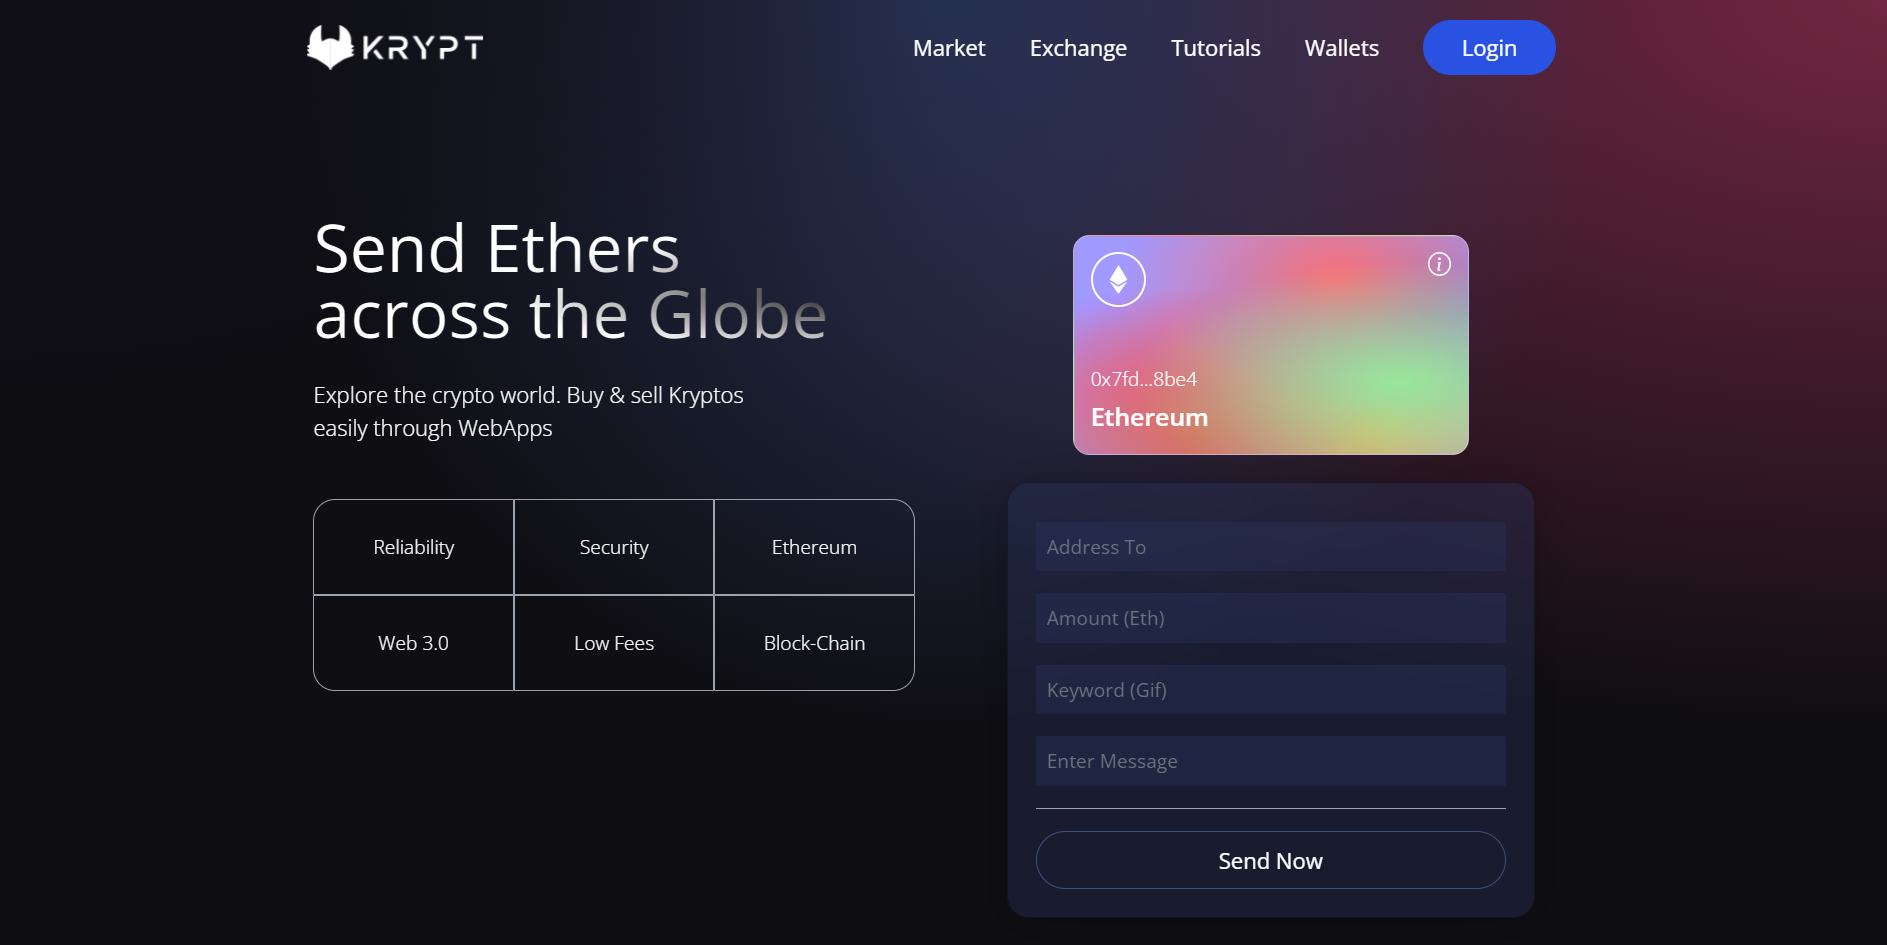 KRYPT
Market
Exchange
Tutorials
Wallets
Login
Send Ethers
across the Globe
Explore the crypto world. Buy & sell Kryptos
easily through WebApps
Reliability
Security
Ethereum
Web 3.0
Low Fees
Block-Chain
i
0x7fd...8be4
Ethereum
Address To
Amount (Eth)
Keyword (Gif)
Enter Message
Send Now